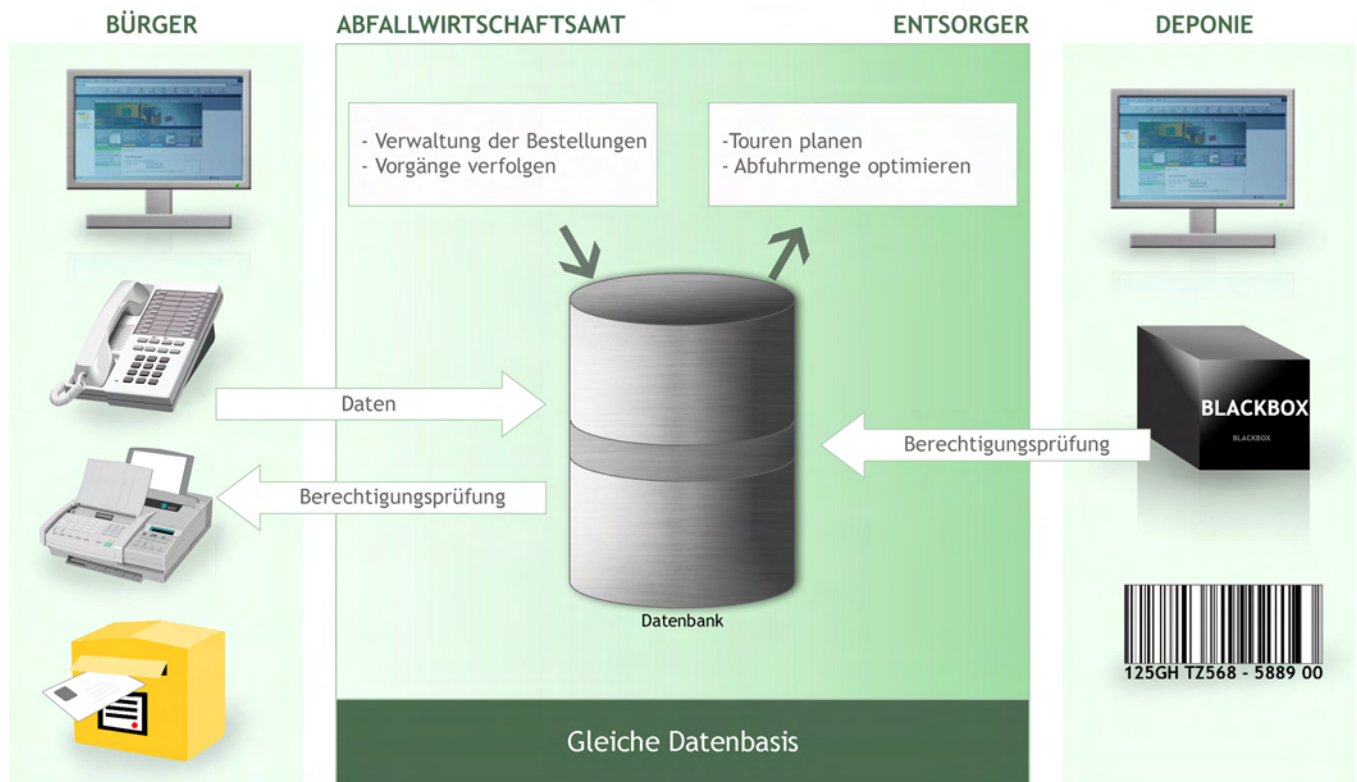 BÜRGER
ABFALLWIRTSCHAFTSAMT
ENTSORGER
DEPONIE
- Verwaltung der Bestellungen
- Vorgänge verfolgen
-Touren planen
- Abfuhrmenge optimieren
Daten
Berechtigungsprüfung
Berechtigungsprüfung
BLACKBOX
BLACKBOX
Datenbank
125GH TZ568 - 5889 00
Gleiche Datenbasis